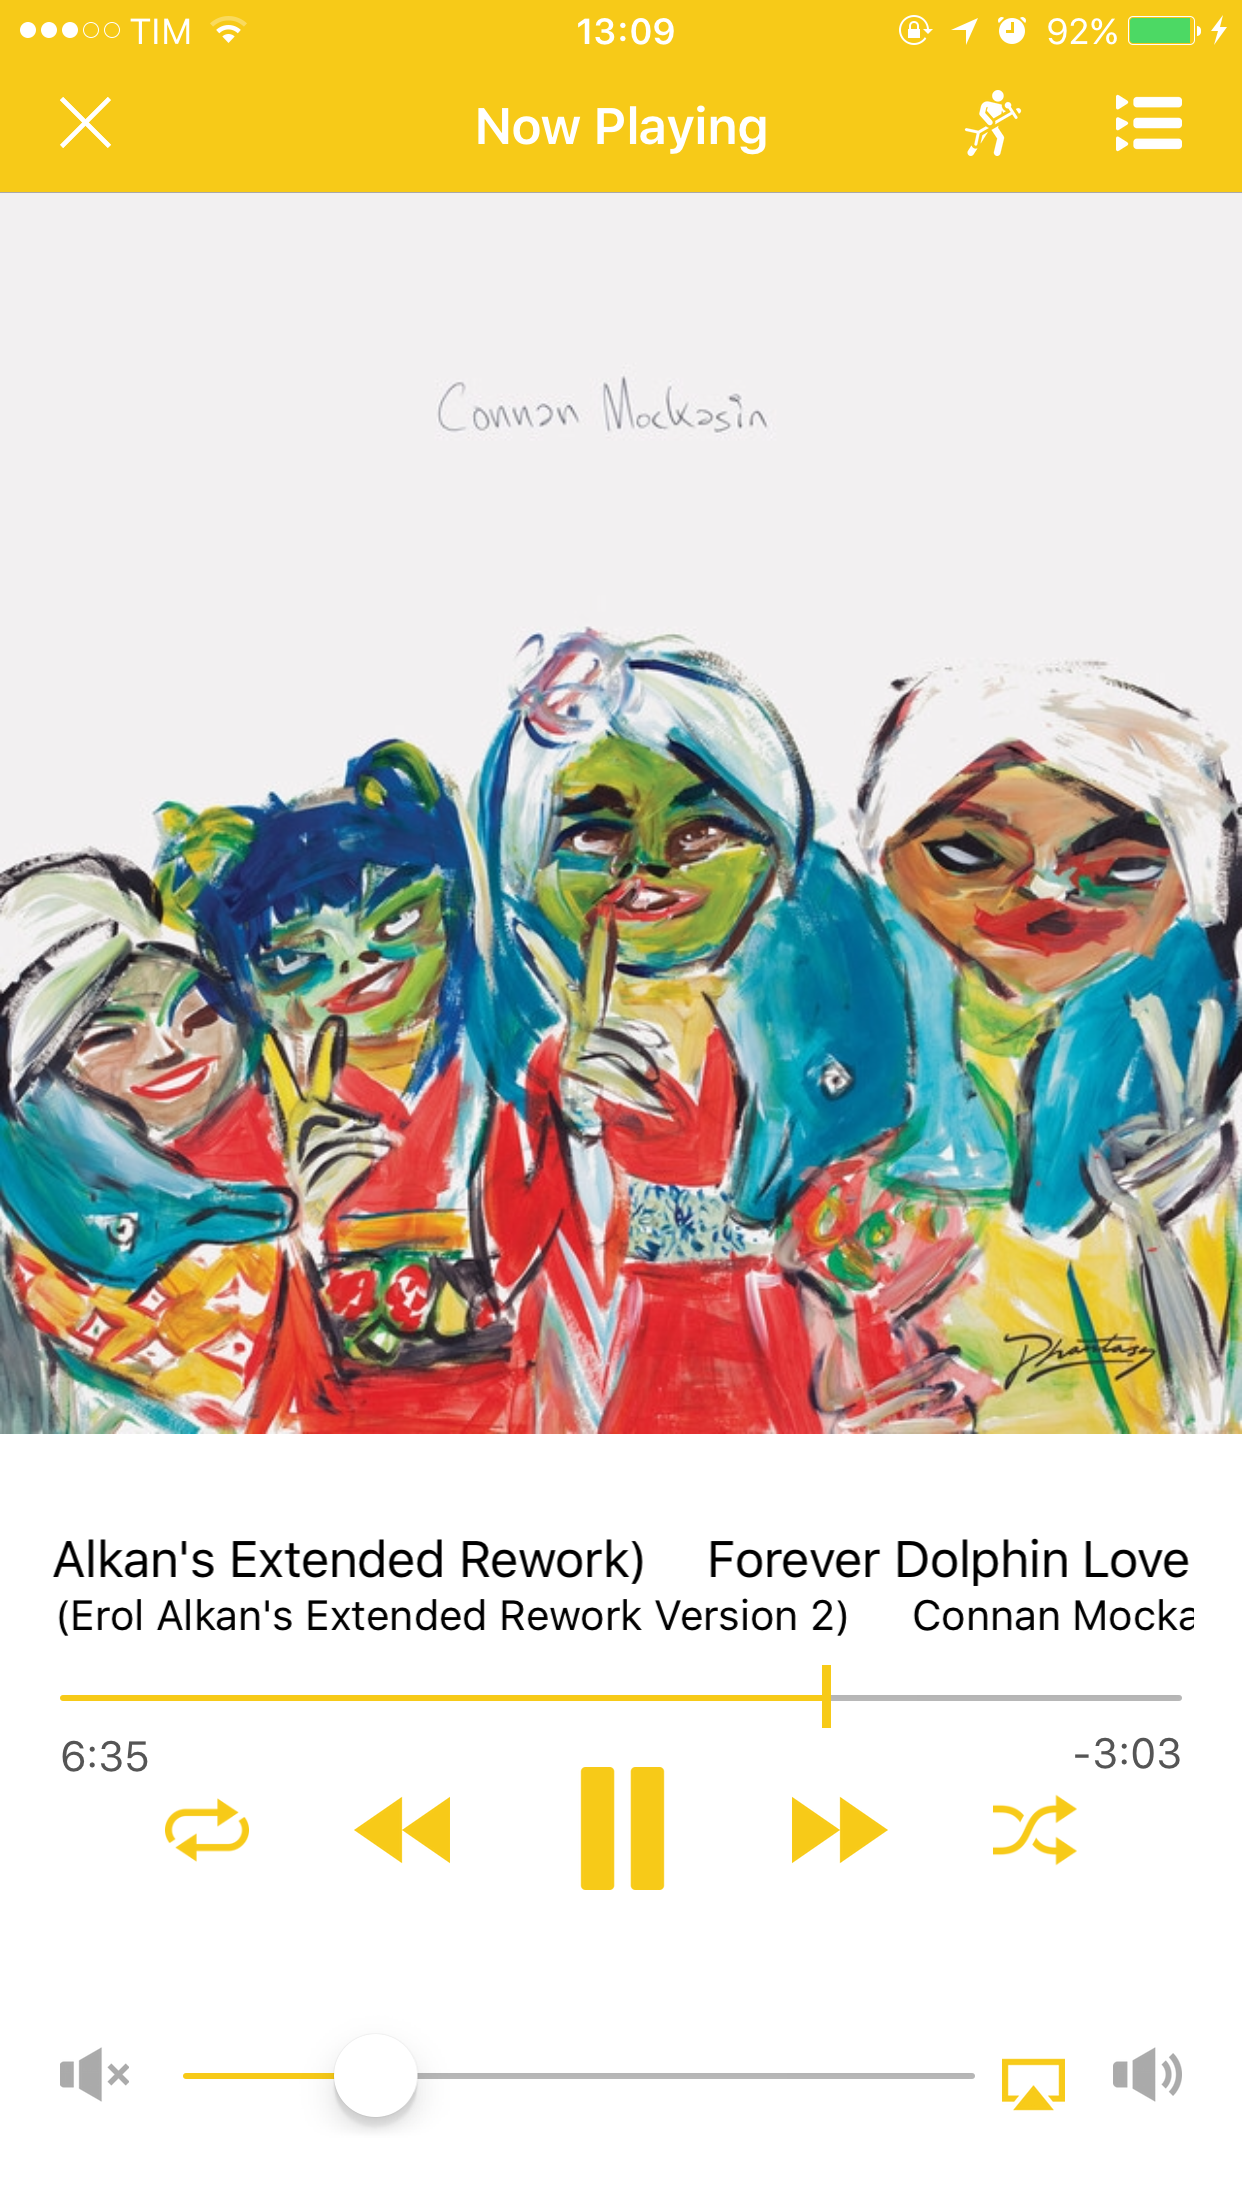 TIM 13:09 92%
Now Playing
Connan Mockasin
Phantasy
Alkan's Extended Rework) Forever Dolphin Love
(Erol Alkan's Extended Rework Version 2) Connan Mocka
6:35 -3:03